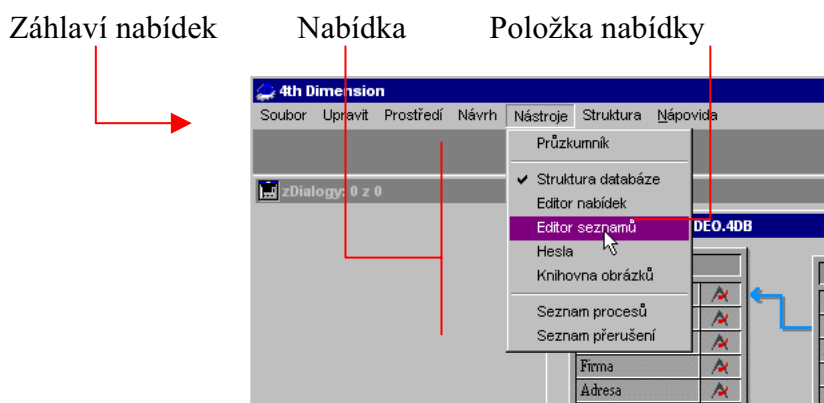 Záhlaví nabídek Nabídka Položka nabídky
4th Dimension
Soubor Upravit Prostředí Návrh Nástroje Struktura Nápovida
Průzkumník
Struktura databáze
zDialogy: 0 z 0
Editor nabídek
Editor seznamů
DEO.4DB
Hesla
Knihovna obrázků
Seznam procesů
Seznam přerušení
Firma
Adresa